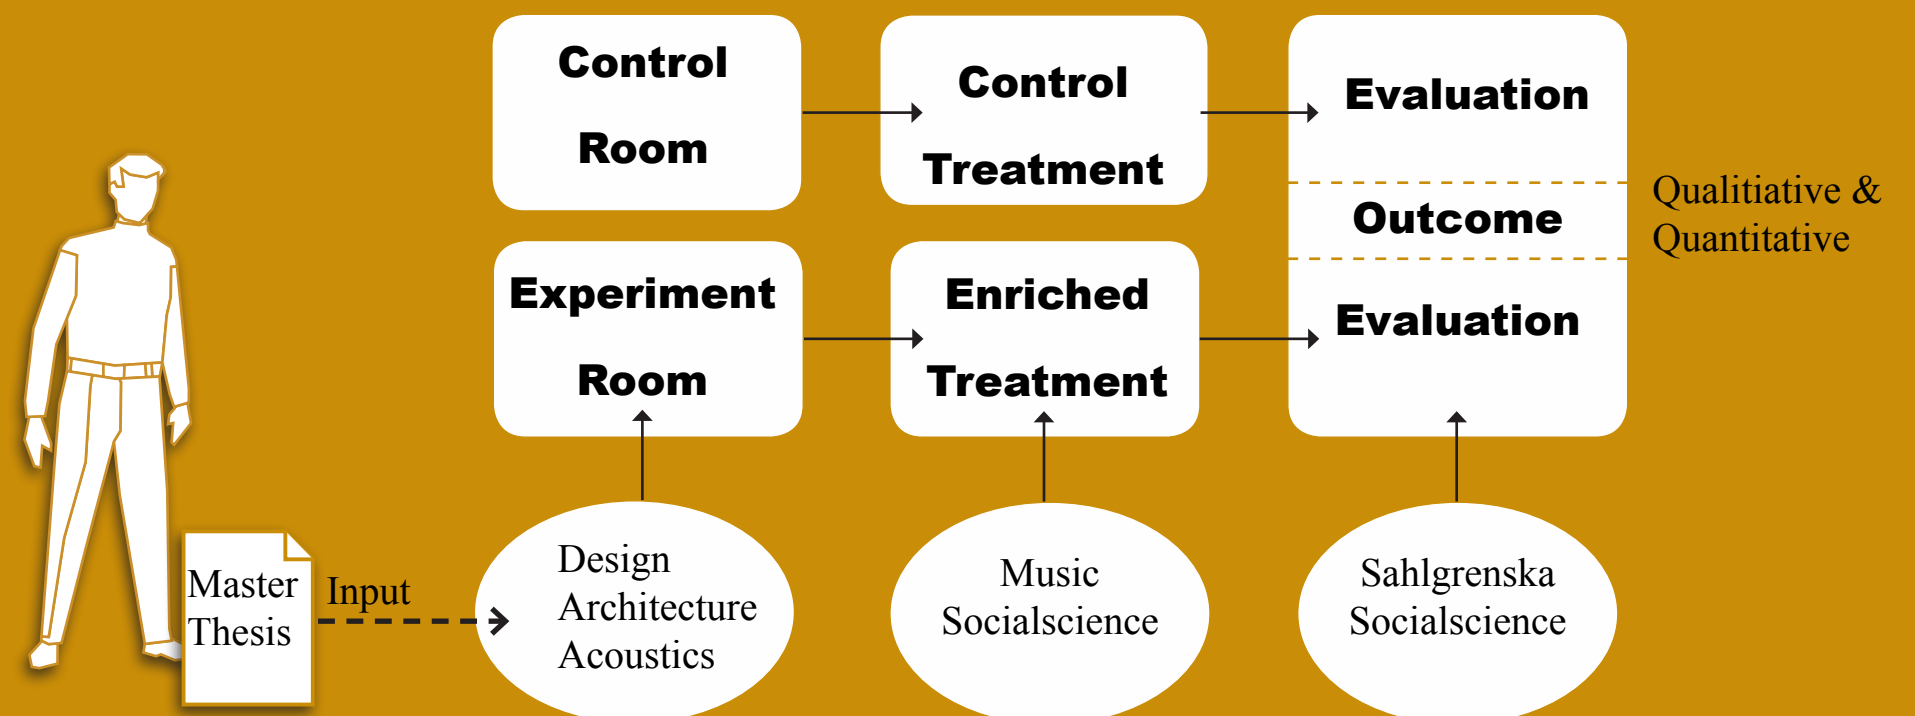 Control
Room
Control
Treatment
Evaluation
Outcome
Evaluation
Qualitiative &
Quantitative
Experiment
Room
Enriched
Treatment
Master
Thesis
Input
Design
Architecture
Acoustics
Music
Socialscience
Sahlgrenska
Socialscience